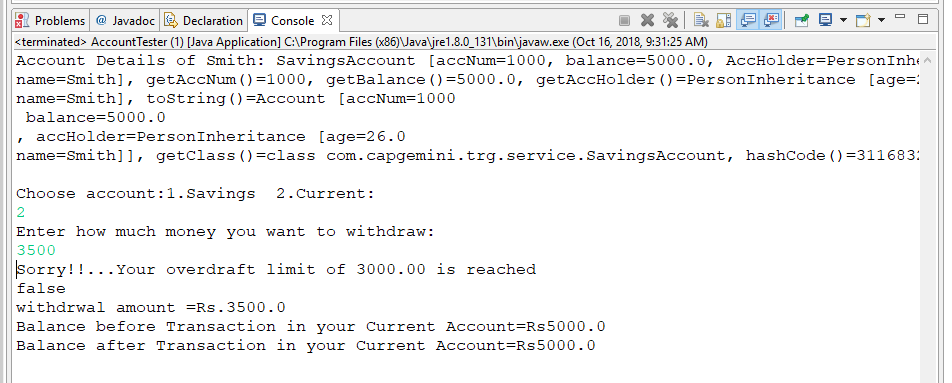 Problems @ Javadoc Declaration Console
<terminated> AccountTester (1) [Java Application] C:\Program Files (x86)\Java\jre1.8.0_131\bin\javaw.exe (Oct 16, 2018, 9:31:25 AM)
Account Details of Smith: SavingsAccount [accNum=1000, balance=5000.0, AccHolder=PersonInhe
name=Smith], getAccNum()=1000, getBalance()=5000.0, getAccHolder()=PersonInheritance [age=2
name=Smith], toString()=Account [accNum=1000
balance=5000.0
, accHolder=PersonInheritance [age=26.0
name=Smith]], getClass()=class com.capgemini.trg.service.SavingsAccount, hashCode()=3116832
Choose account:1.Savings 2.Current:
2
Enter how much money you want to withdraw:
3500
Sorry!!...Your overdraft limit of 3000.00 is reached
false
withdrwal amount =Rs.3500.0
Balance before Transaction in your Current Account=Rs5000.0
Balance after Transaction in your Current Account=Rs5000.0